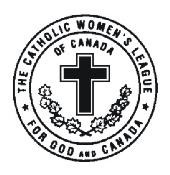 THE CATHOLIC WOMEN'S LEAGUE
OF CANADA
FOR GOD AND CANADA